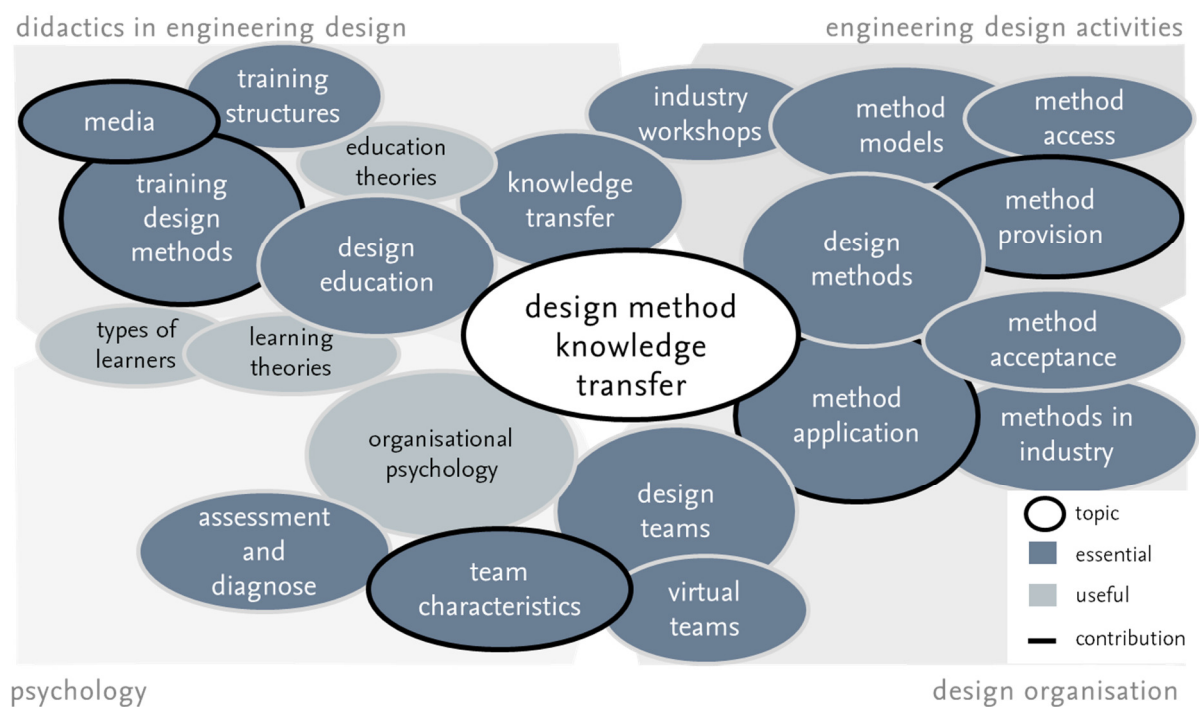 didactics in engineering design
engineering design activities
training
structures
media
education
theories
training
design
methods
design
education
knowledge
transfer
industry
workshops
method
models
method
access
method
provision
design
methods
types of
learners
learning
theories
design method
knowledge
transfer
method
acceptance
method
application
methods in
industry
organisational
psychology
design
teams
assessment
and
diagnose
team
characteristics
virtual
teams
topic
essential
useful
contribution
psychology
design organisation